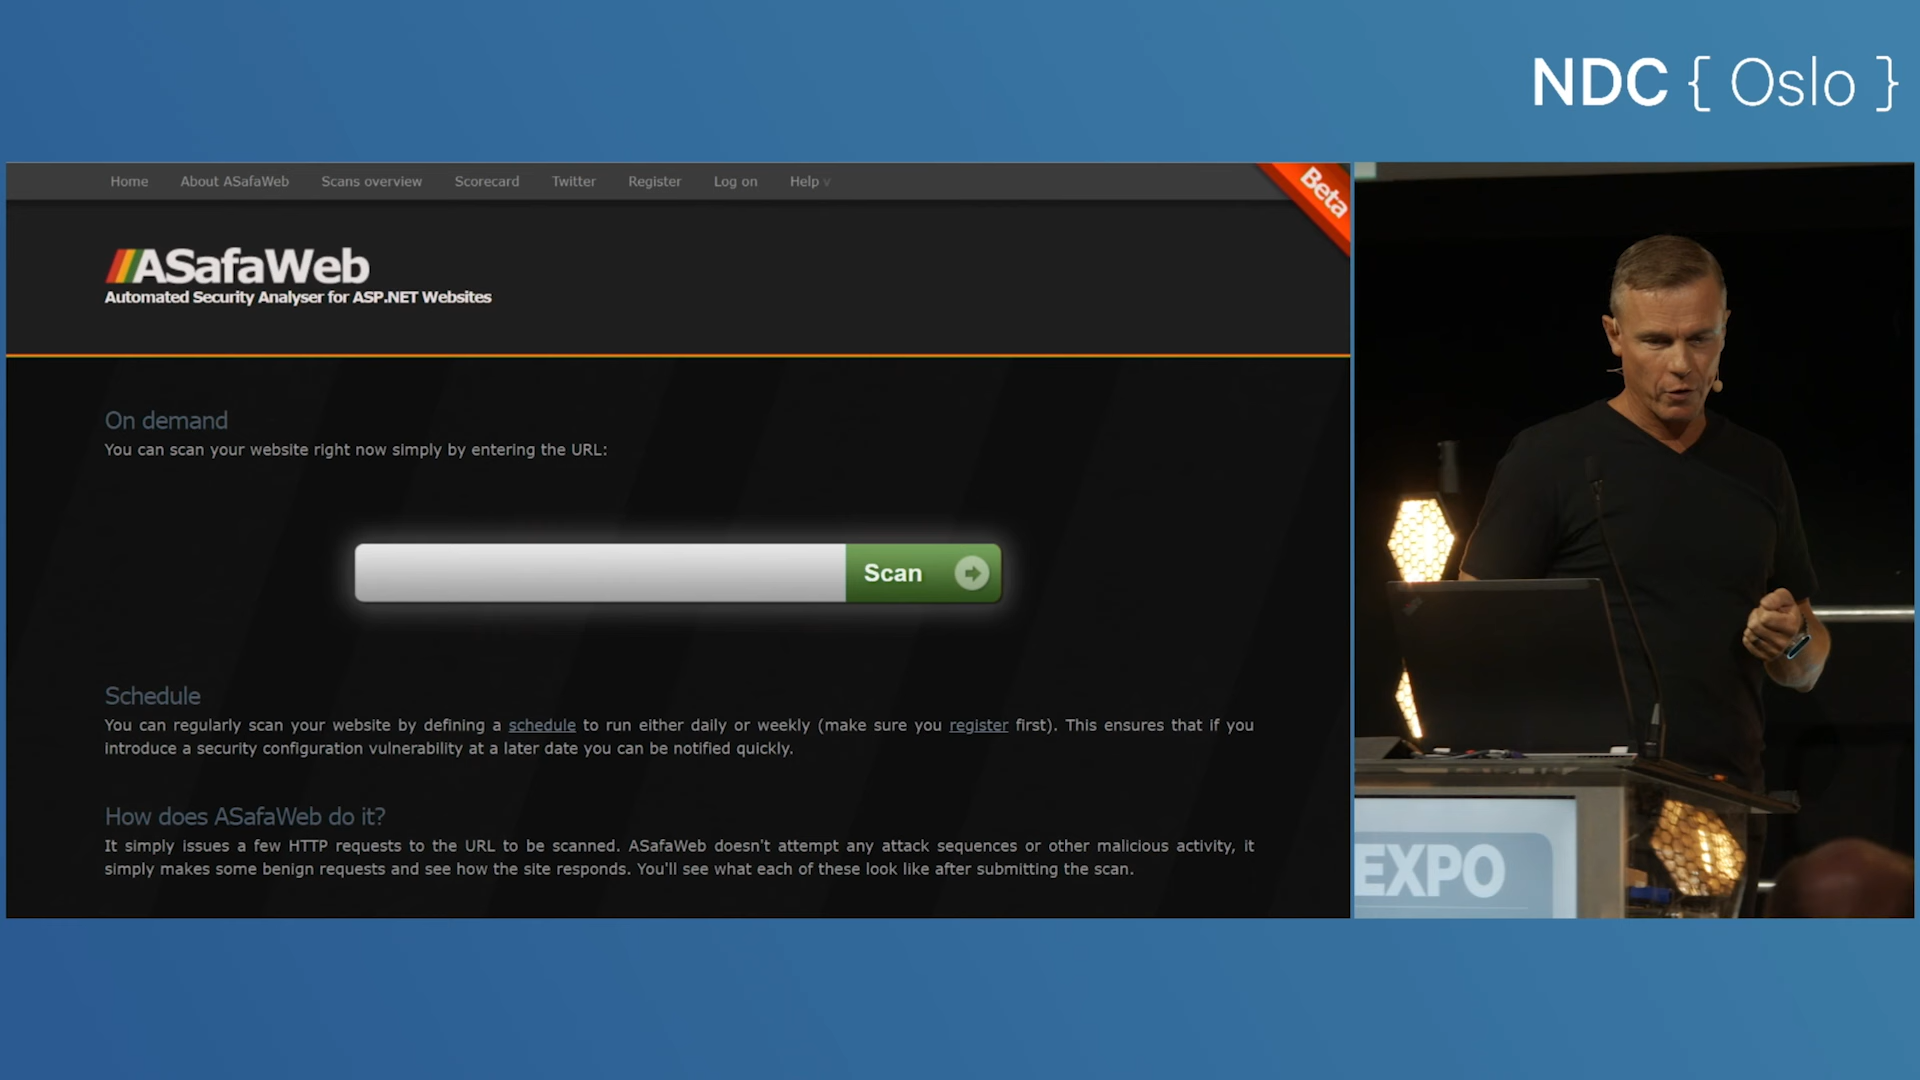 NDC { Oslo }
Home About ASafaWeb Scans overview Scorecard Twitter Register Log on Help v
Beta
ASafaWeb
Automated Security Analyser for ASP.NET Websites
On demand
You can scan your website right now simply by entering the URL:
Scan
Schedule
You can regularly scan your website by defining a schedule to run either daily or weekly (make sure you register first). This ensures that if you
introduce a security configuration vulnerability at a later date you can be notified quickly.
How does ASafaWeb do it?
It simply issues a few HTTP requests to the URL to be scanned. ASafaWeb doesn't attempt any attack sequences or other malicious activity, it
simply makes some benign requests and see how the site responds. You'll see what each of these look like after submitting the scan.
EXPO